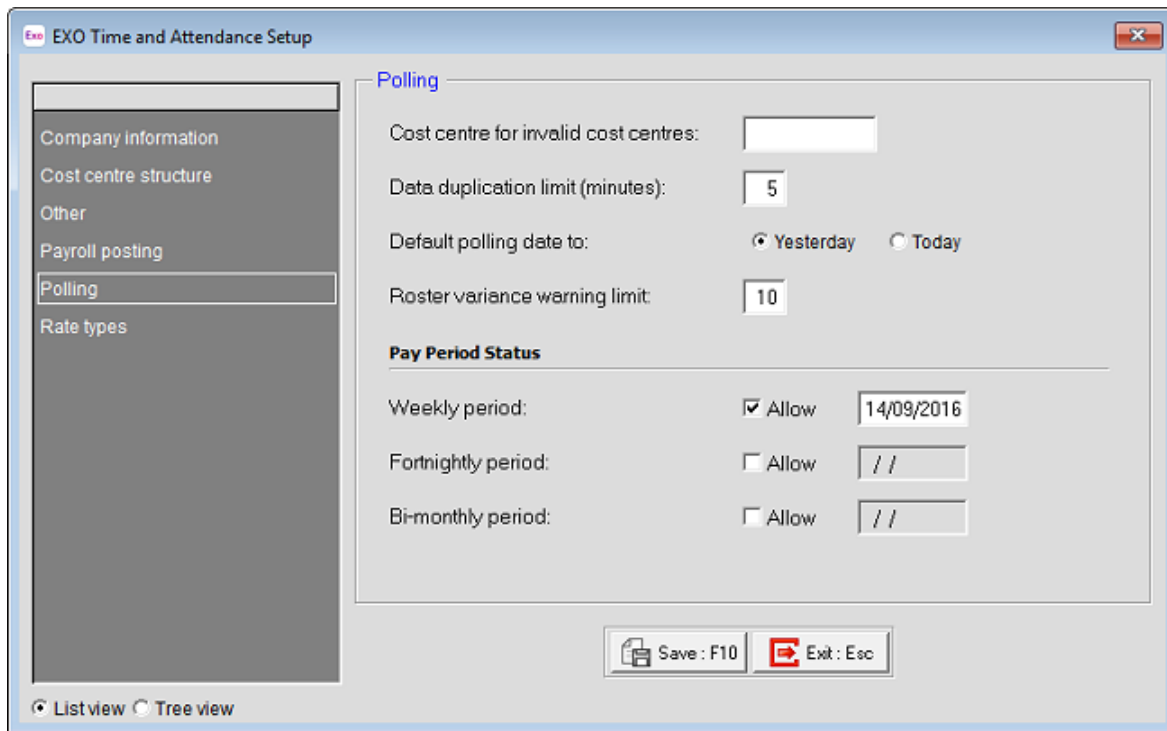 Exo EXO Time and Attendance Setup
Company information
Cost centre structure
Other
Payroll posting
Polling
Rate types
List view Tree view
Polling
Cost centre for invalid cost centres:
Data duplication limit (minutes): 5
Default polling date to: Yesterday Today
Roster variance warning limit: 10
Pay Period Status
Weekly period: Allow 14/09/2016
Fortnightly period: Allow / /
Bi-monthly period: Allow / /
Save : F10 Exit : Esc